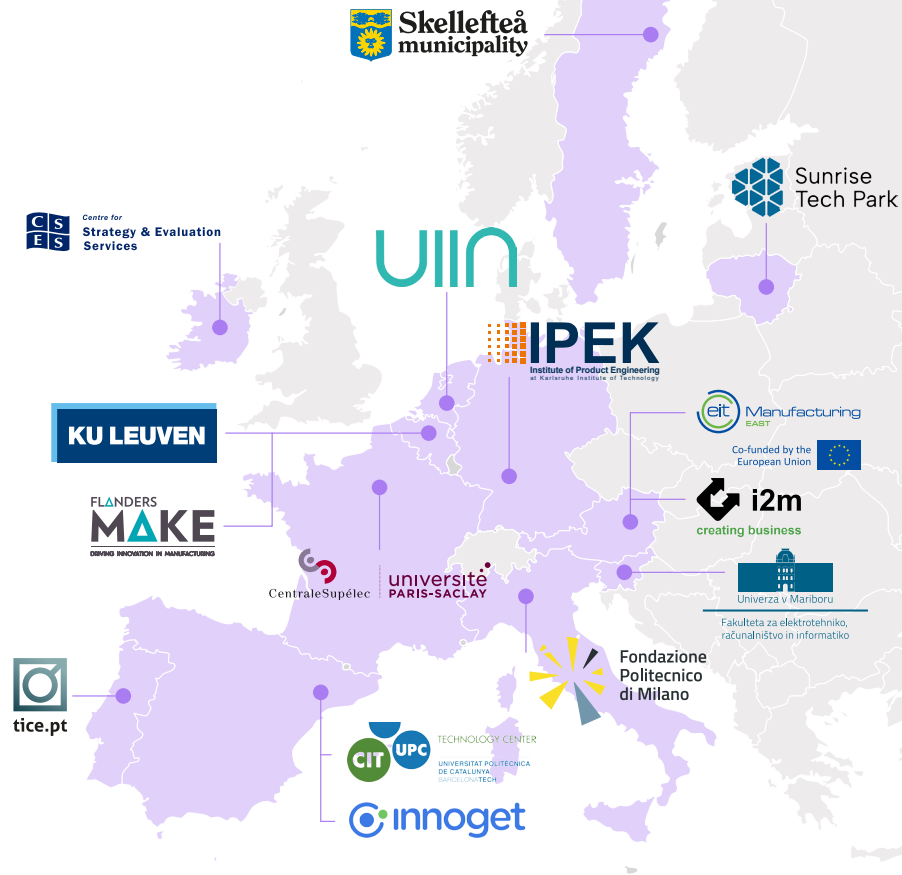 Skellefteå
municipality
Sunrise
Tech Park
C S
E S
Centre for
Strategy & Evaluation
Services
UIIN
IPEK
Institute of Product Engineering
at Karlsruhe Institute of Technology
KU LEUVEN
eit Manufacturing
EAST
Co-funded by the
European Union
FLANDERS
MAKE
DRIVING INNOVATION IN MANUFACTURING
i2m
creating business
CentraleSupélec
université
PARIS-SACLAY
Univerza v Mariboru
Fakulteta za elektrotehniko,
računalništvo in informatiko
Fondazione
Politecnico
di Milano
tice.pt
CIT UPC
TECHNOLOGY CENTER
UNIVERSITAT POLITÈCNICA
DE CATALUNYA
BARCELONATECH
innoget